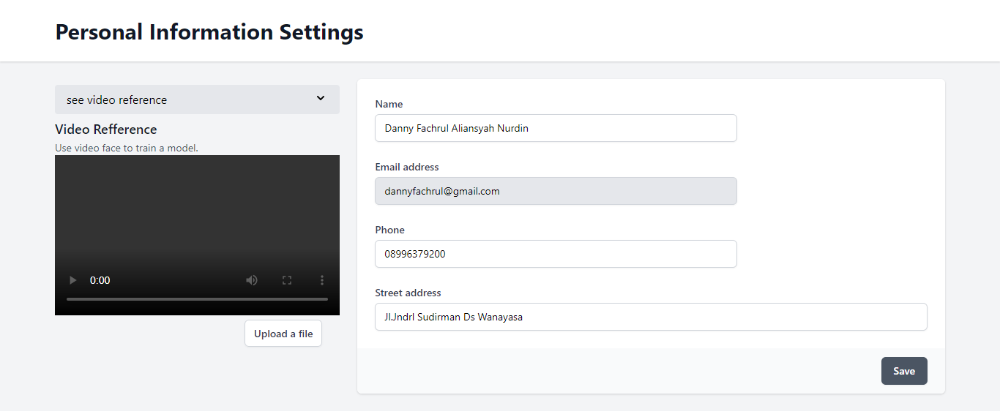 Personal Information Settings
see video reference
Video Refference
Use video face to train a model.
0:00
Upload a file
Name
Danny Fachrul Aliansyah Nurdin
Email address
dannyfachrul@gmail.com
Phone
08996379200
Street address
Jl.Jndrl Sudirman Ds Wanayasa
Save